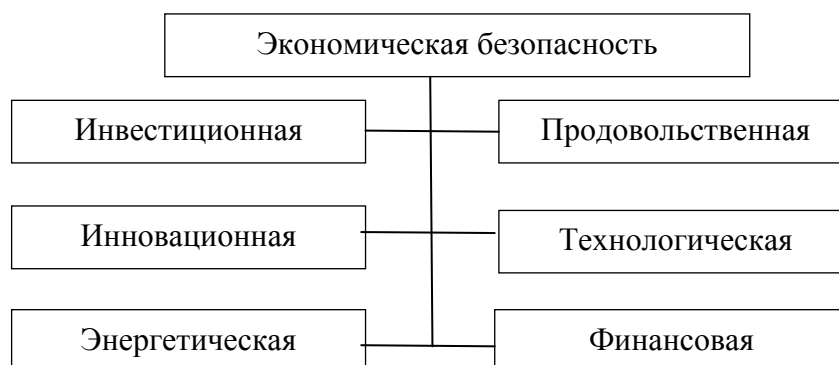 Экономическая безопасность
Инвестиционная
Продовольственная
Инновационная
Технологическая
Энергетическая
Финансовая